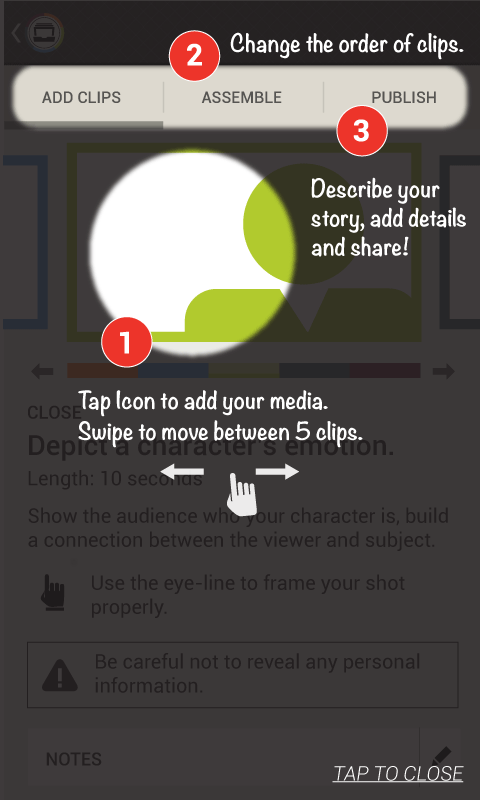 2 Change the order of clips.
ADD CLIPS ASSEMBLE PUBLISH
3
Describe your
story, add details
and share!
1
Tap Icon to add your media.
Swipe to move between 5 clips.
CLOSE
Depict a character's emotion.
Length: 10 seconds
Show the audience who your character is, build
a connection between the viewer and subject.
Use the eye-line to frame your shot
properly.
Be careful not to reveal any personal
information.
NOTES
TAP TO CLOSE